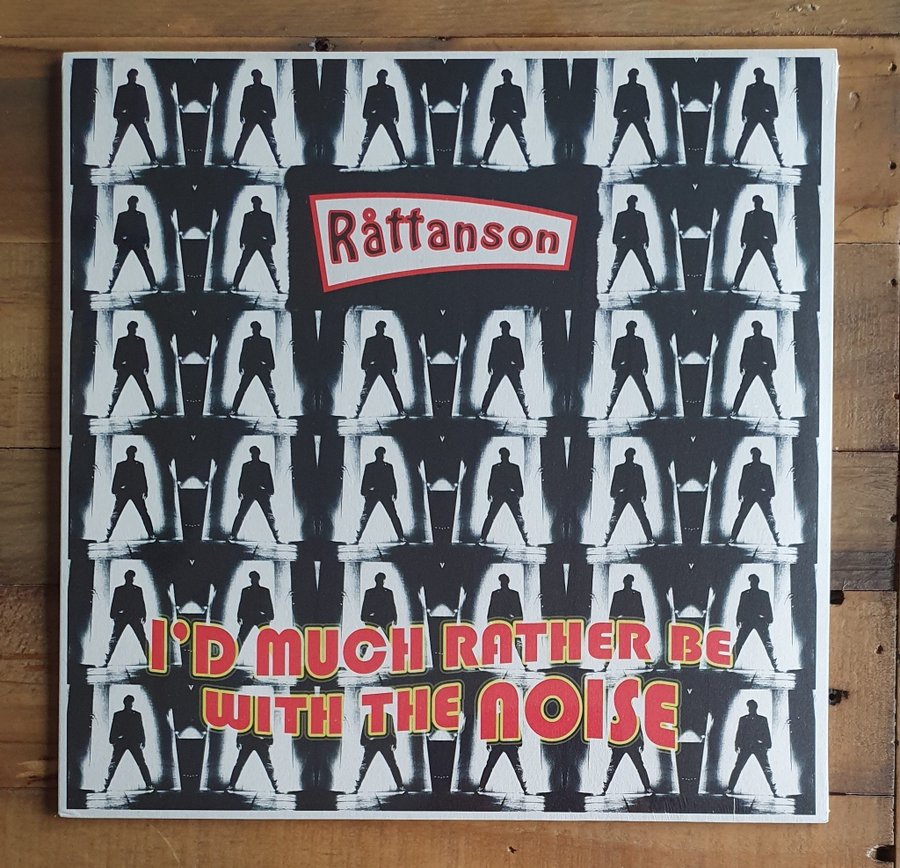 Råttanson
I'D MUCH RATHER BE
WITH THE NOISE